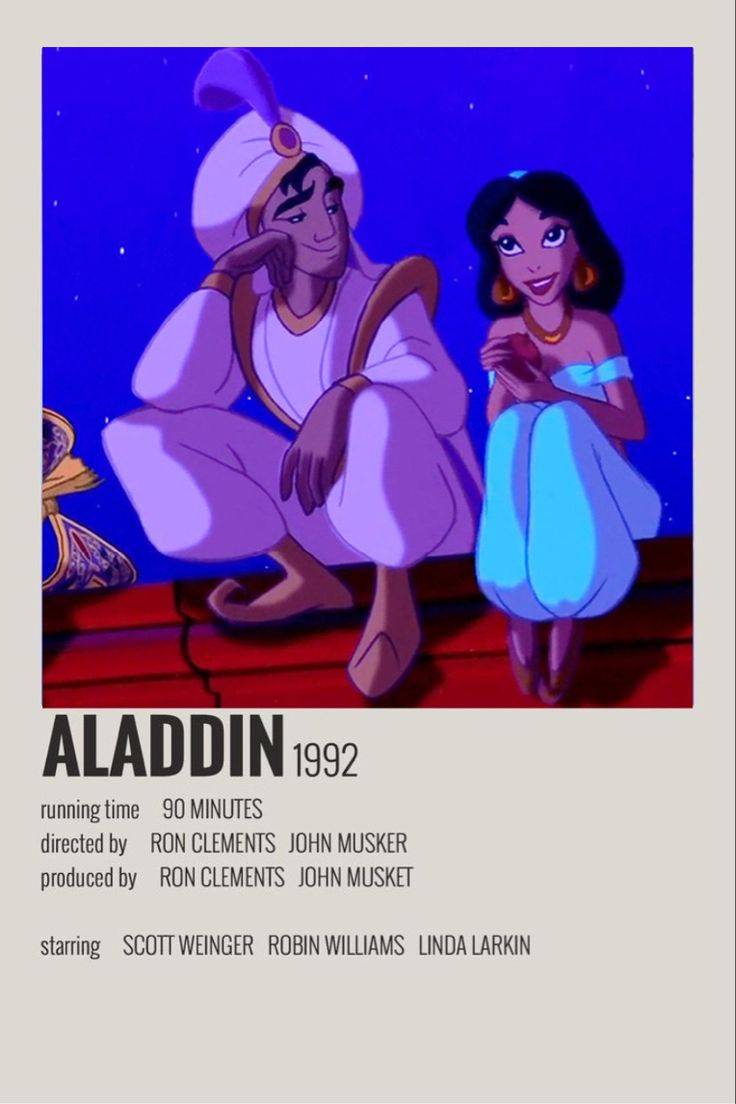 ALADDIN 1992
running time 90 MINUTES
directed by RON CLEMENTS JOHN MUSKER
produced by RON CLEMENTS JOHN MUSKET
starring SCOTT WEINGER ROBIN WILLIAMS LINDA LARKIN